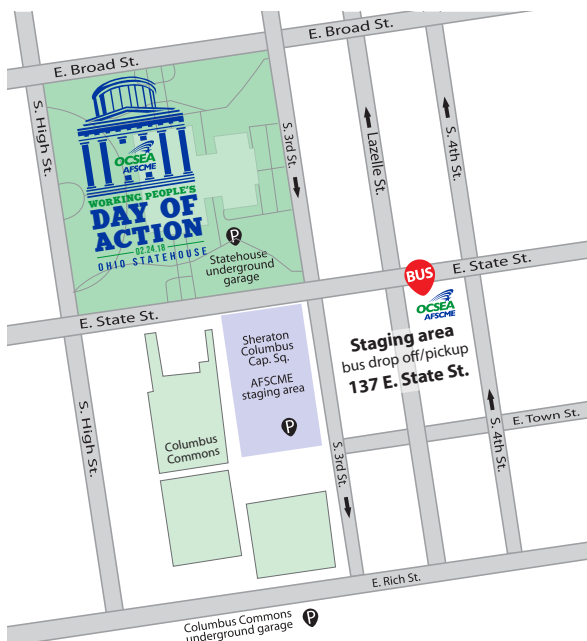 E. Broad St.
E. Broad St.
S. High St.
OCSEA
AFSCME
WORKING PEOPLE'S
DAY OF
ACTION
02.24.18
OHIO STATEHOUSE
S. 3rd St.
Lazelle St.
S. 4th St.
P
Statehouse
underground
garage
E. State St.
BUS
E. State St.
OCSEA
AFSCME
Staging area
bus drop off/pickup
137 E. State St.
Sheraton
Columbus
Cap. Sq.
AFSCME
staging area
P
S. High St.
Columbus
Commons
S. 3rd St.
S. 4th St.
E. Town St.
E. Rich St.
Columbus Commons
underground garage
P